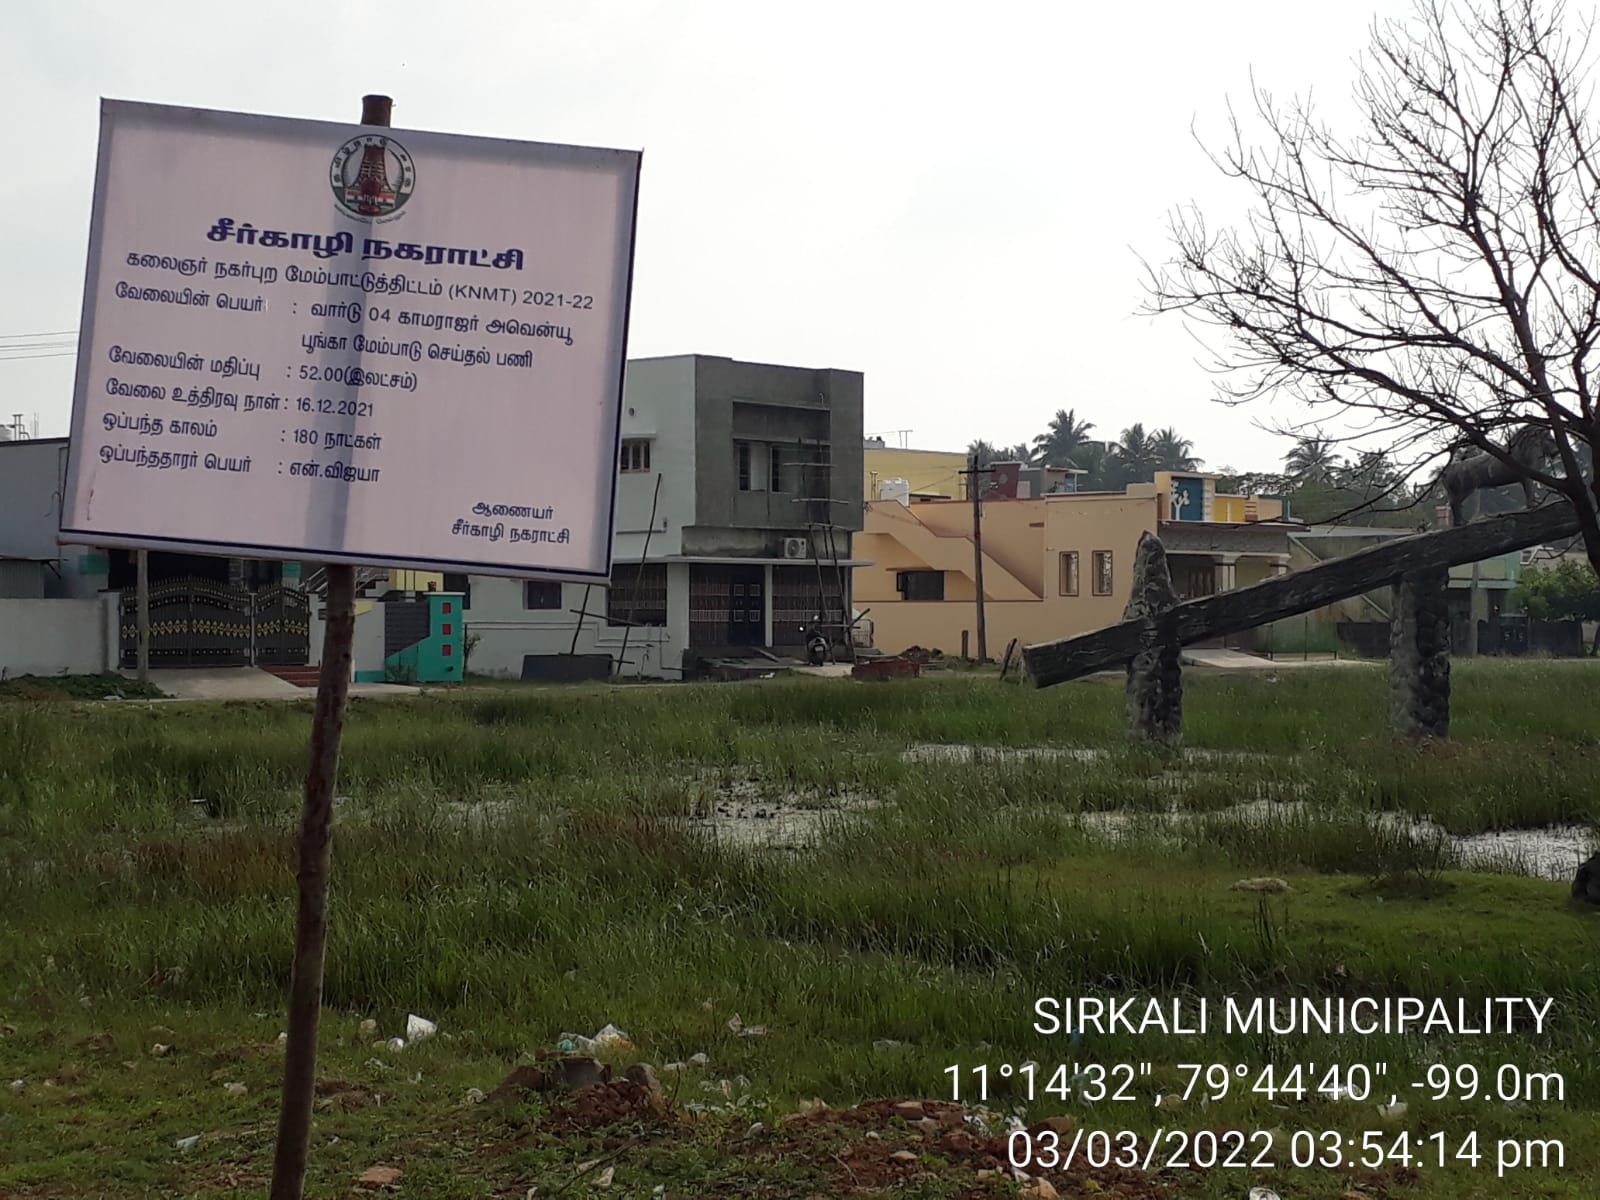 சீர்காழி நகராட்சி
கலைஞர் நகர்புற மேம்பாட்டுத்திட்டம் (KNMT) 2021-22
வேலையின் பெயர் : வார்டு 04 காமராஜர் அவென்யூ
பூங்கா மேம்பாடு செய்தல் பணி
வேலையின் மதிப்பு : 52.00(இலட்சம்)
வேலை உத்திரவு நாள் : 16.12.2021
ஒப்பந்த காலம் : 180 நாட்கள்
ஒப்பந்ததாரர் பெயர் : என்.விஜயா
ஆணையர்
சீர்காழி நகராட்சி
SIRKALI MUNICIPALITY
11°14'32", 79°44'40", -99.0m
03/03/2022 03:54:14 pm